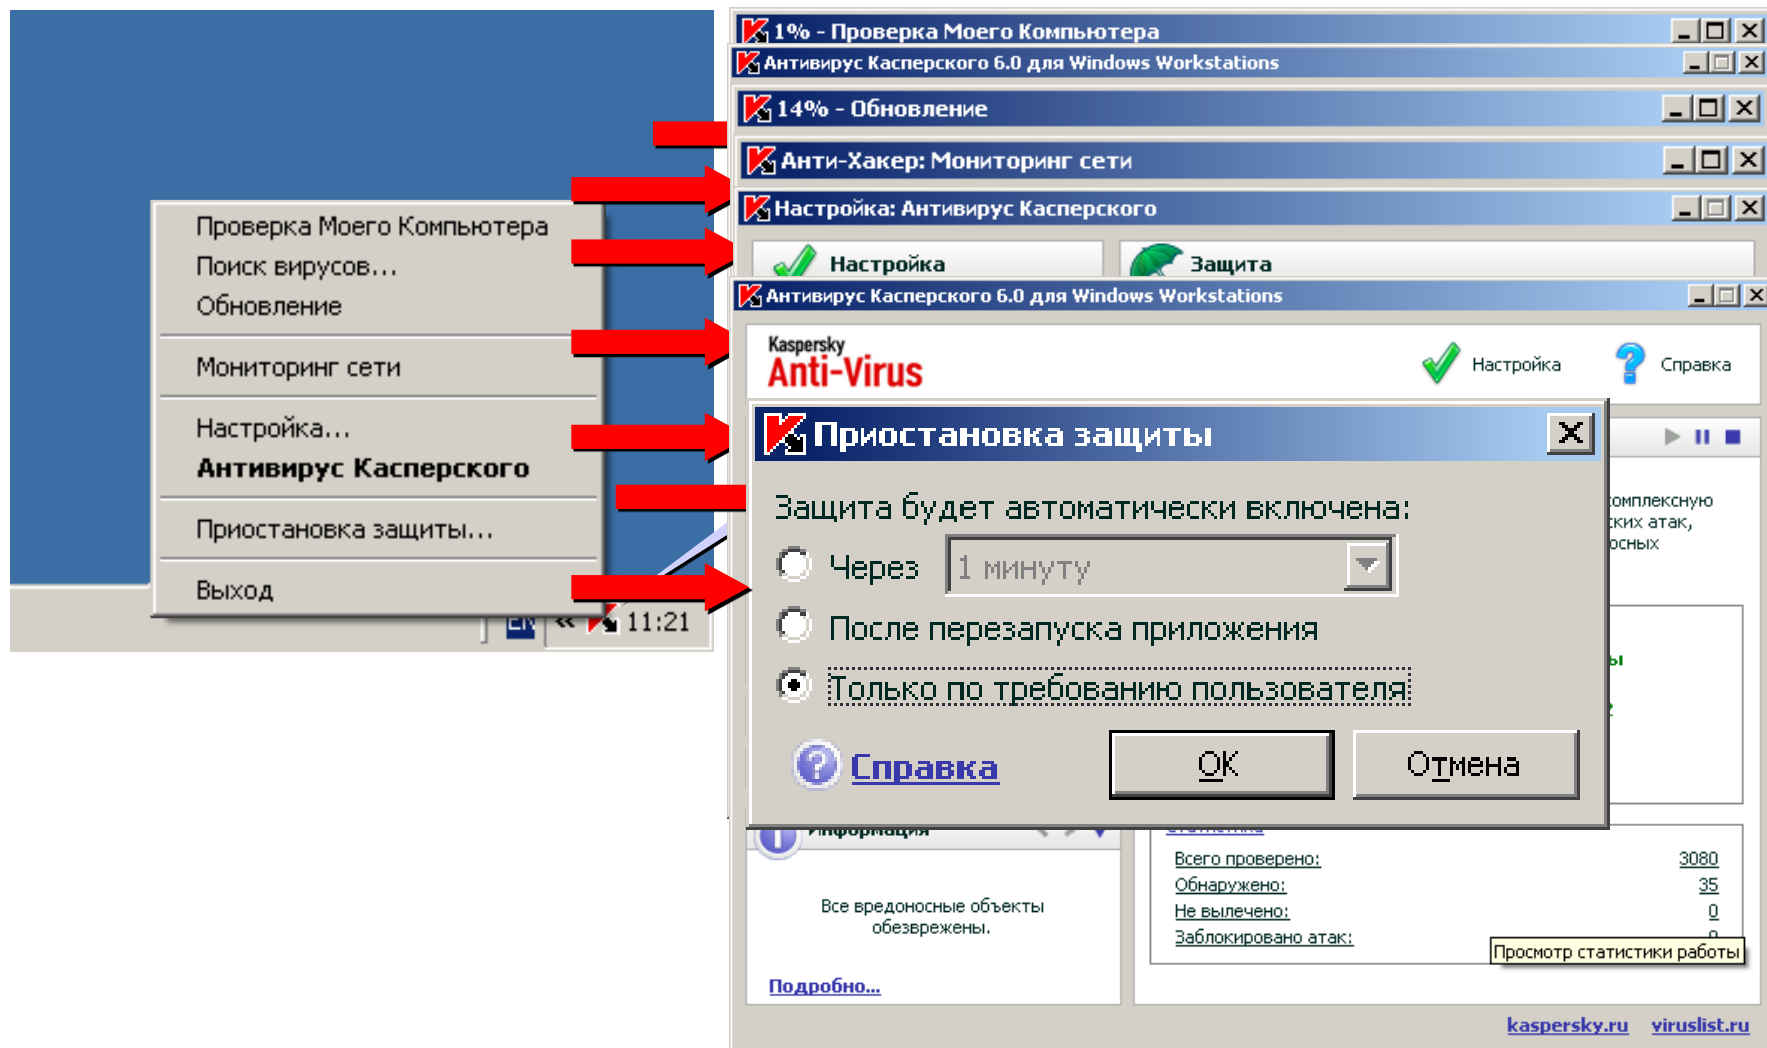 Проверка Моего Компьютера
Поиск вирусов...
Обновление
Мониторинг сети
Настройка...
Антивирус Касперского
Приостановка защиты...
Выход
EN « 11:21
1% - Проверка Моего Компьютера
Антивирус Касперского 6.0 для Windows Workstations
14% - Обновление
Анти-Хакер: Мониторинг сети
Настройка: Антивирус Касперского
Настройка Защита
Антивирус Касперского 6.0 для Windows Workstations
Kaspersky
Anti-Virus
Настройка Справка
Приостановка защиты
Защита будет автоматически включена:
Через 1 минуту
После перезапуска приложения
Только по требованию пользователя
Справка OK Отмена
атак,
Информация
Статистика
Всего проверено: 3080
Обнаружено: 35
Не вылечено: 0
Заблокировано атак: 0
Просмотр статистики работы
Все вредоносные объекты
обезврежены.
Подробно...
kaspersky.ru viruslist.ru